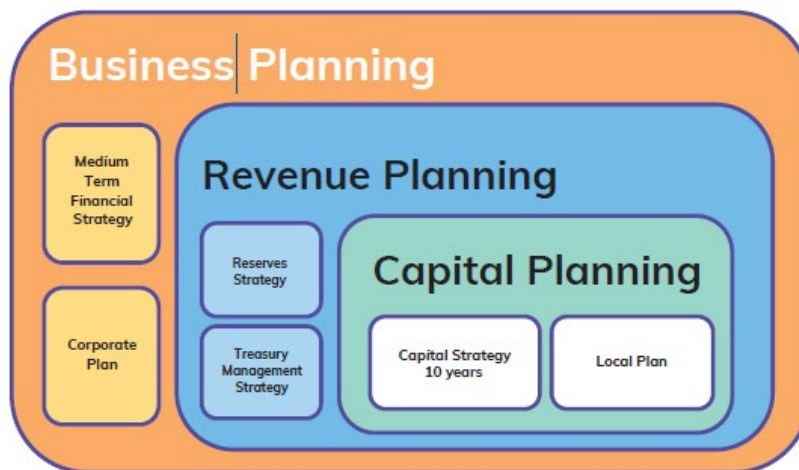 Business Planning
Medium
Term
Financial
Strategy
Corporate
Plan
Revenue Planning
Reserves
Strategy
Treasury
Management
Strategy
Capital Planning
Capital Strategy
10 years
Local Plan